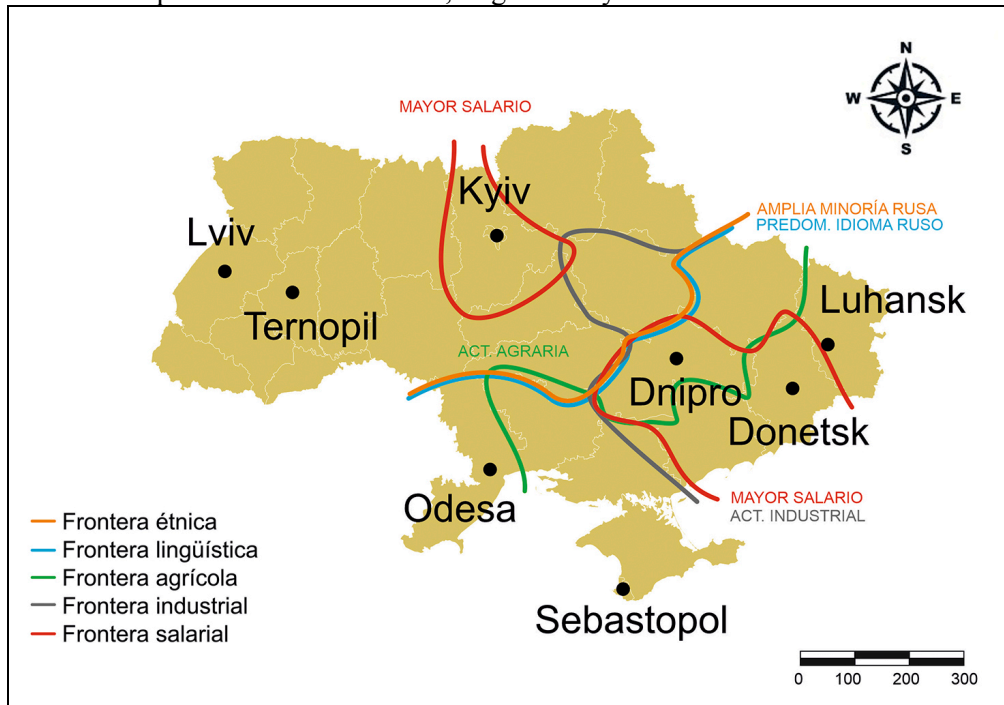 N
W E
S
MAYOR SALARIO
Kyiv
AMPLIA MINORÍA RUSA
PREDOM. IDIOMA RUSO
Lviv
Luhansk
Ternopil
ACT. AGRARIA
Dnipro
Donetsk
Odesa
MAYOR SALARIO
ACT. INDUSTRIAL
Sebastopol
Frontera étnica
Frontera lingüística
Frontera agrícola
Frontera industrial
Frontera salarial
0 100 200 300